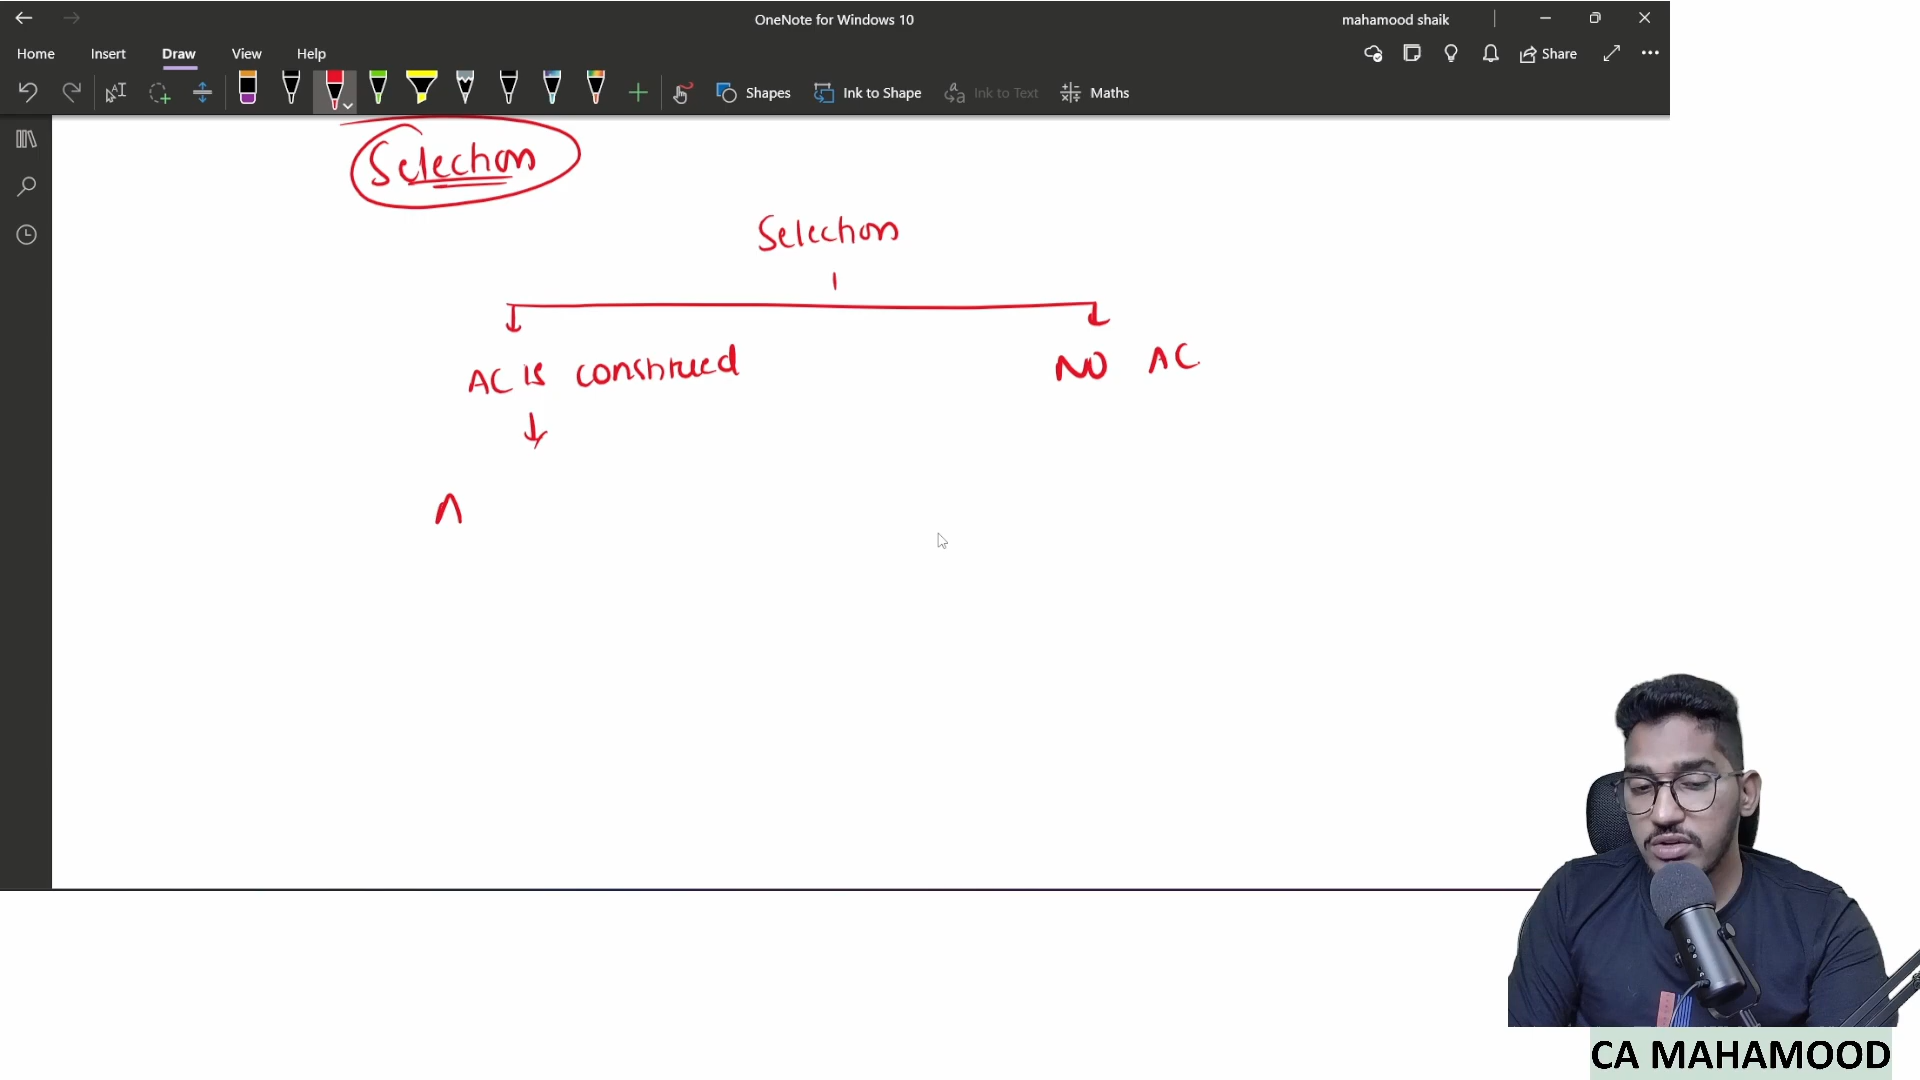 OneNote for Windows 10
mahamood shaik
Home Insert Draw View Help
Share
Shapes Ink to Shape Ink to Text Maths
Selection
Selection
AC is constitued
NO AC
A
CA MAHAMOOD